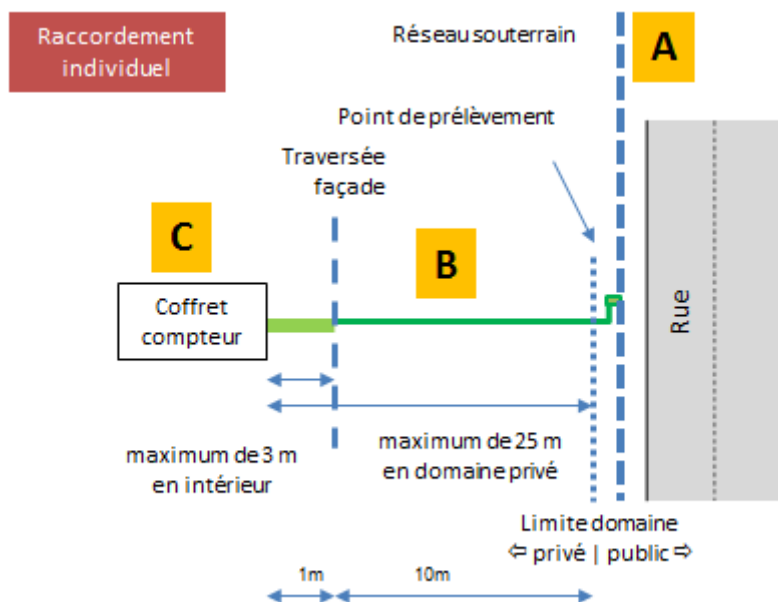 Raccordement
individuel
Réseau souterrain
A
Point de prélèvement
Traversée
façade
C
B
Coffret
compteur
Rue
maximum de 3 m
en intérieur
maximum de 25 m
en domaine privé
Limite domaine
⇦ privé | public ⇨
1m
10m